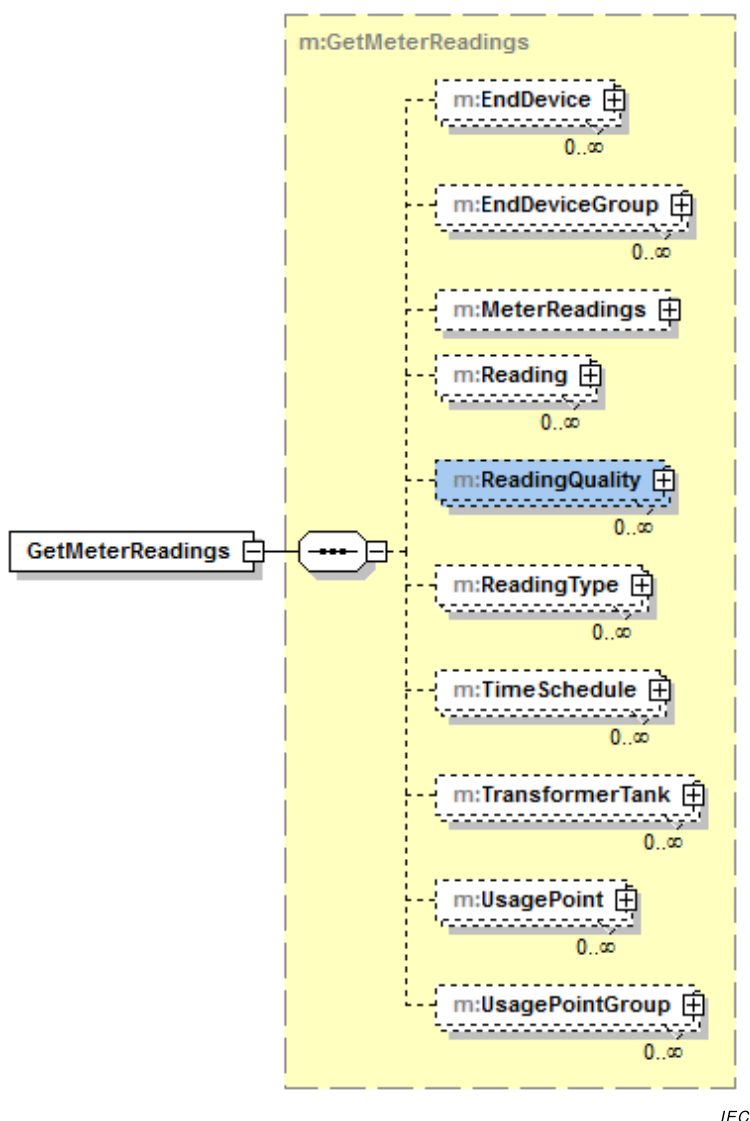 m:GetMeterReadings
m:EndDevice
0..∞
m:EndDeviceGroup
0..∞
m:MeterReadings
m:Reading
0..∞
m:ReadingQuality
0..∞
GetMeterReadings
m:ReadingType
0..∞
m:TimeSchedule
0..∞
m:TransformerTank
0..∞
m:UsagePoint
0..∞
m:UsagePointGroup
0..∞
IEC